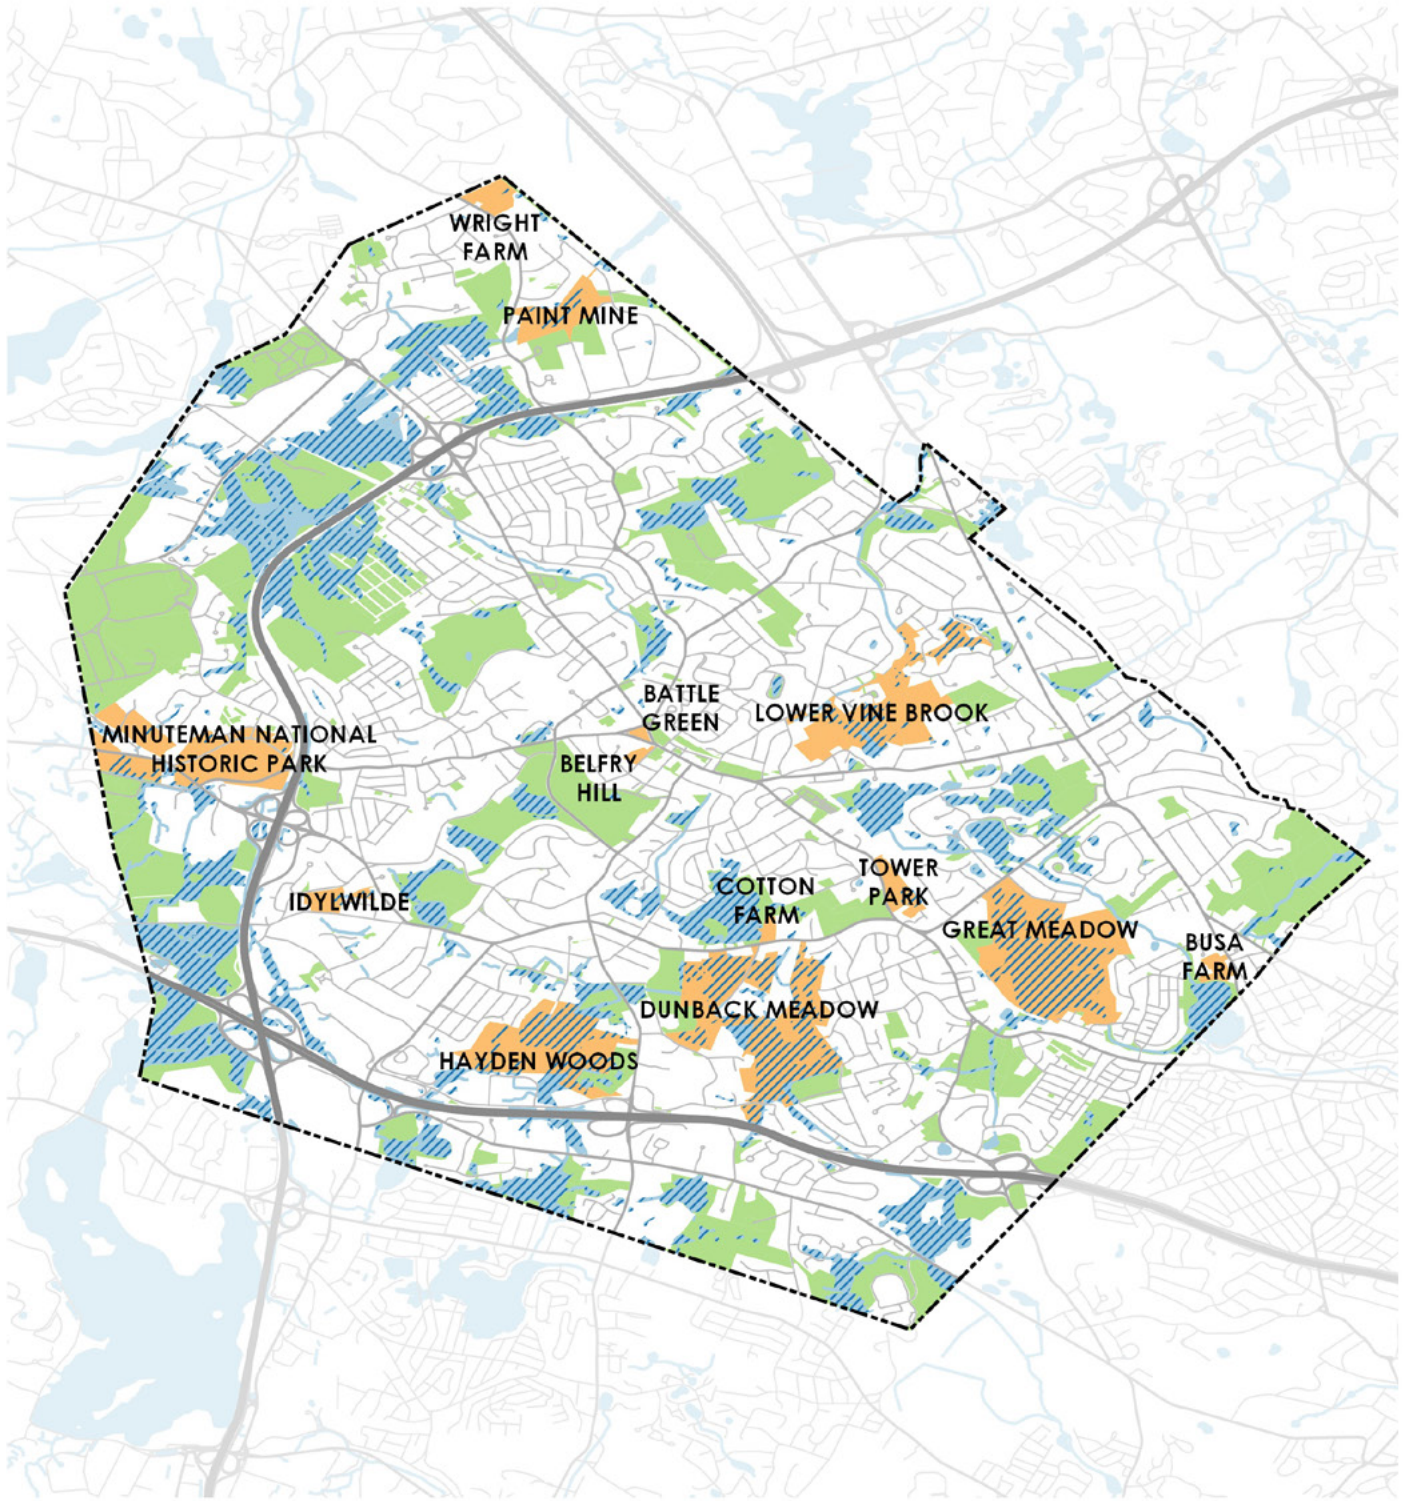 WRIGHT
FARM
PAINT MINE
BATTLE
GREEN
LOWER VINE BROOK
MINUTEMAN NATIONAL
HISTORIC PARK
BELFRY
HILL
TOWER
PARK
COTTON
FARM
IDYLWILDE
GREAT MEADOW
BUSA
FARM
DUNBACK MEADOW
HAYDEN WOODS